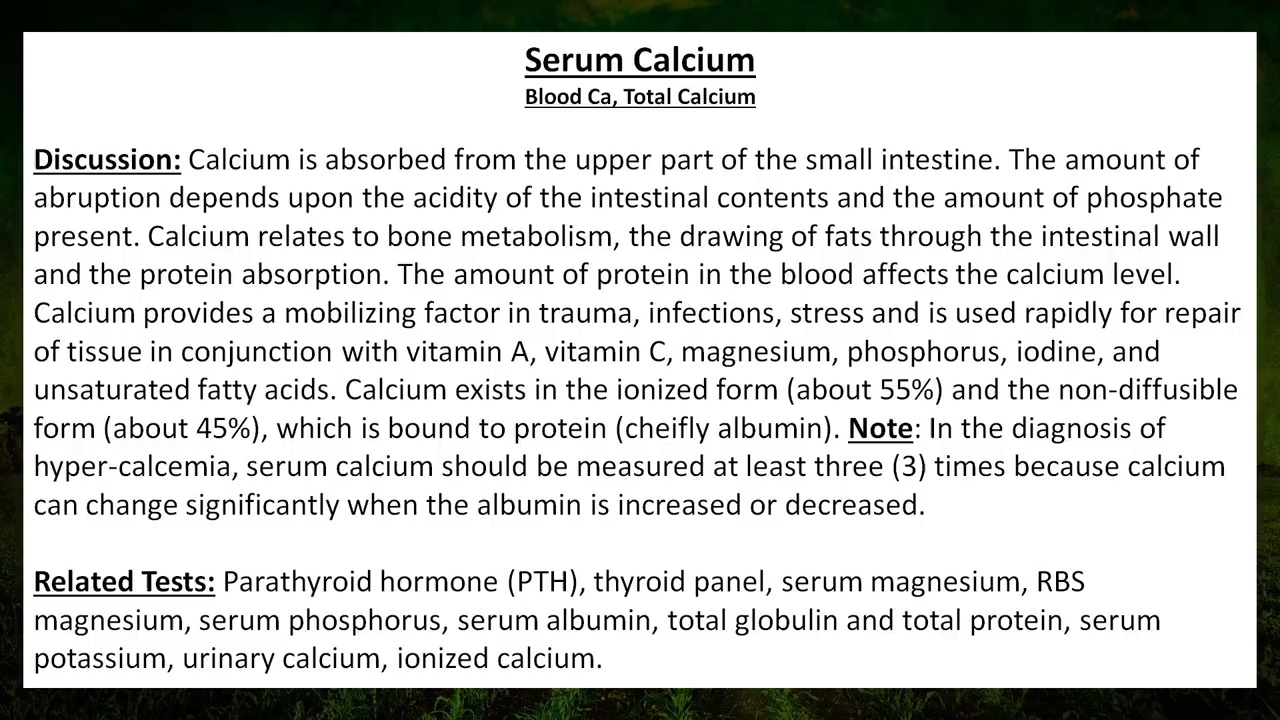 Serum Calcium
Blood Ca, Total Calcium
Discussion: Calcium is absorbed from the upper part of the small intestine. The amount of
abruption depends upon the acidity of the intestinal contents and the amount of phosphate
present. Calcium relates to bone metabolism, the drawing of fats through the intestinal wall
and the protein absorption. The amount of protein in the blood affects the calcium level.
Calcium provides a mobilizing factor in trauma, infections, stress and is used rapidly for repair
of tissue in conjunction with vitamin A, vitamin C, magnesium, phosphorus, iodine, and
unsaturated fatty acids. Calcium exists in the ionized form (about 55%) and the non-diffusible
form (about 45%), which is bound to protein (cheifly albumin). Note: In the diagnosis of
hyper-calcemia, serum calcium should be measured at least three (3) times because calcium
can change significantly when the albumin is increased or decreased.
Related Tests: Parathyroid hormone (PTH), thyroid panel, serum magnesium, RBS
magnesium, serum phosphorus, serum albumin, total globulin and total protein, serum
potassium, urinary calcium, ionized calcium.